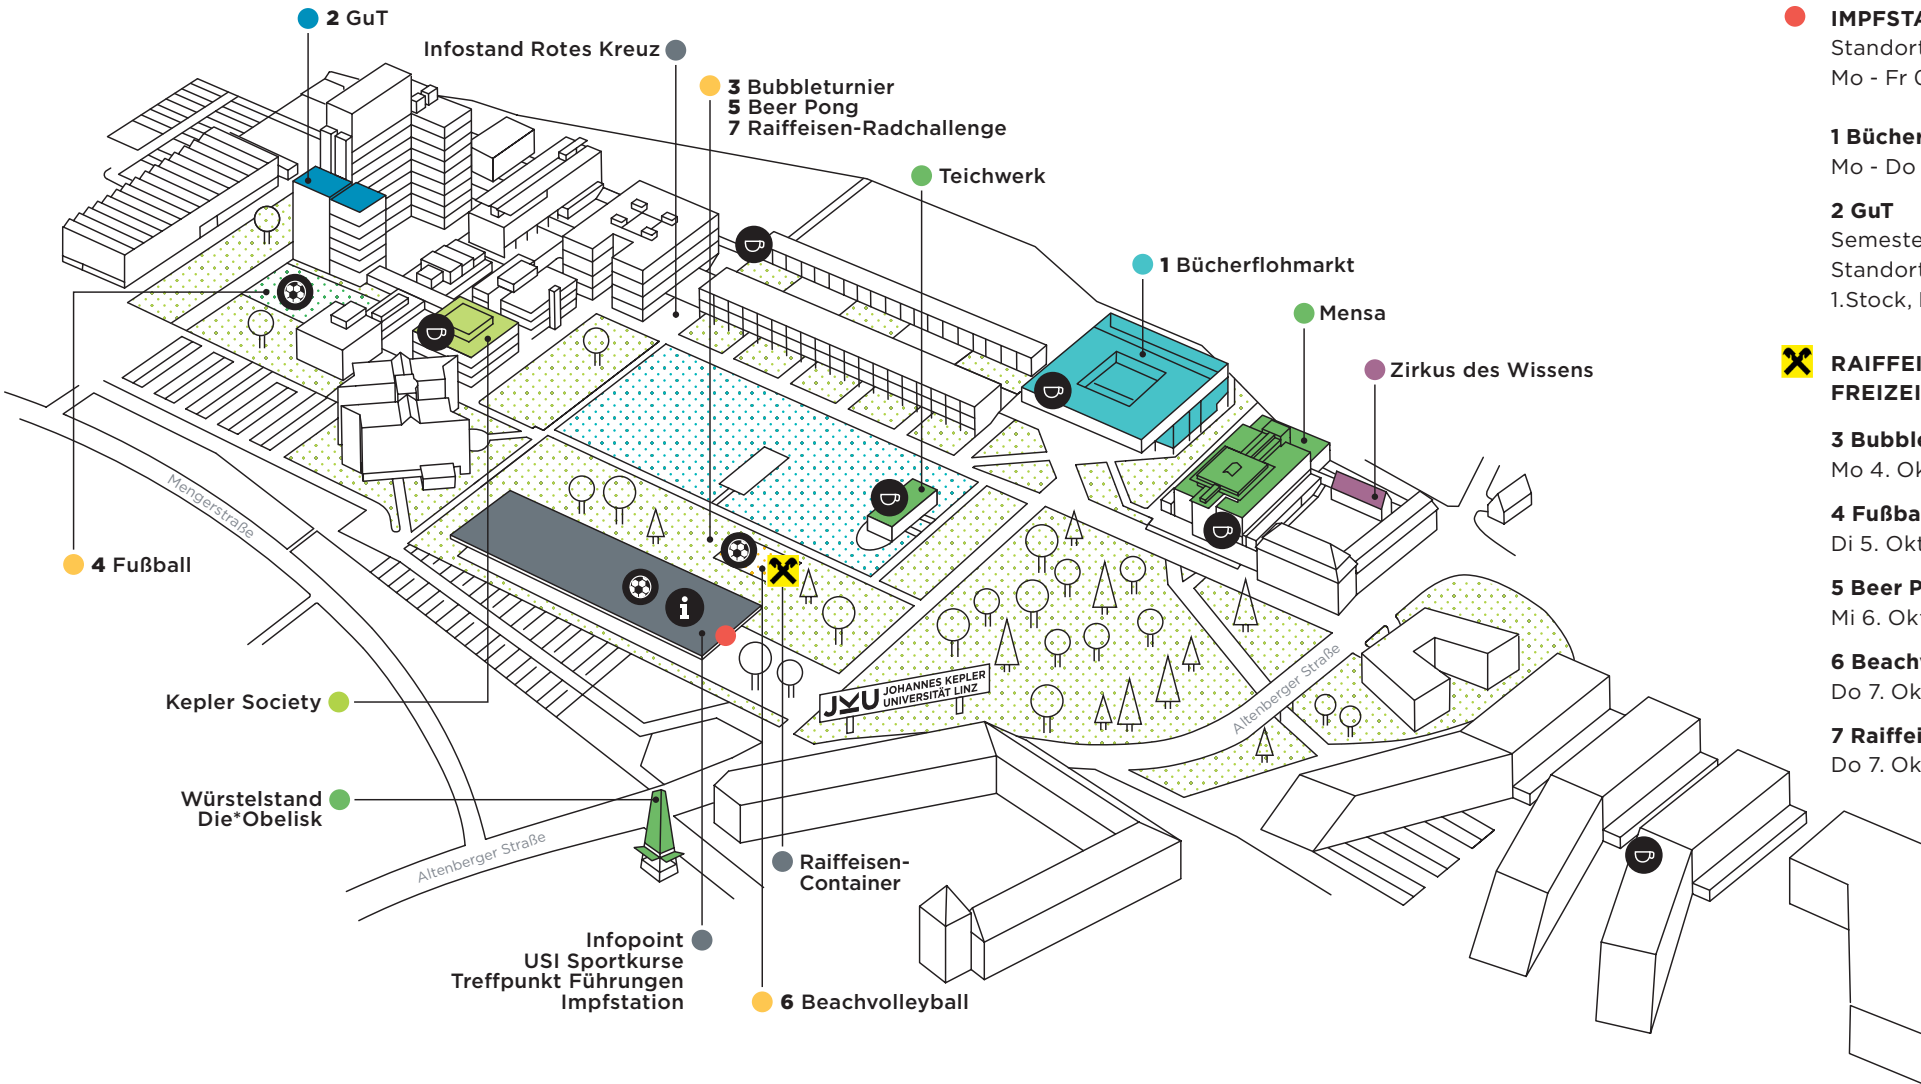 2 GuT
Infostand Rotes Kreuz
3 Bubbleturnier
5 Beer Pong
7 Raiffeisen-Radchallenge
Teichwerk
1 Bücherflohmarkt
Mensa
Zirkus des Wissens
Mengerstraße
4 Fußball
Kepler Society
JKU JOHANNES KEPLER
UNIVERSITÄT LINZ
Altenberger Straße
Würstelstand
Die*Obelisk
Altenberger Straße
Raiffeisen-
Container
Infopoint
USI Sportkurse
Treffpunkt Führungen
Impfstation
6 Beachvolleyball
Standort
Mo - Fr
1 Bücher
Mo - Do
2 GuT
Semeste
Standort
1.Stock,
RAIFFEI
FREIZEI
3 Bubble
Mo 4. Ok
4 Fußba
Di 5. Okt
5 Beer P
Mi 6. Okt
6 Beachv
Do 7. Ok
7 Raiffei
Do 7. Ok